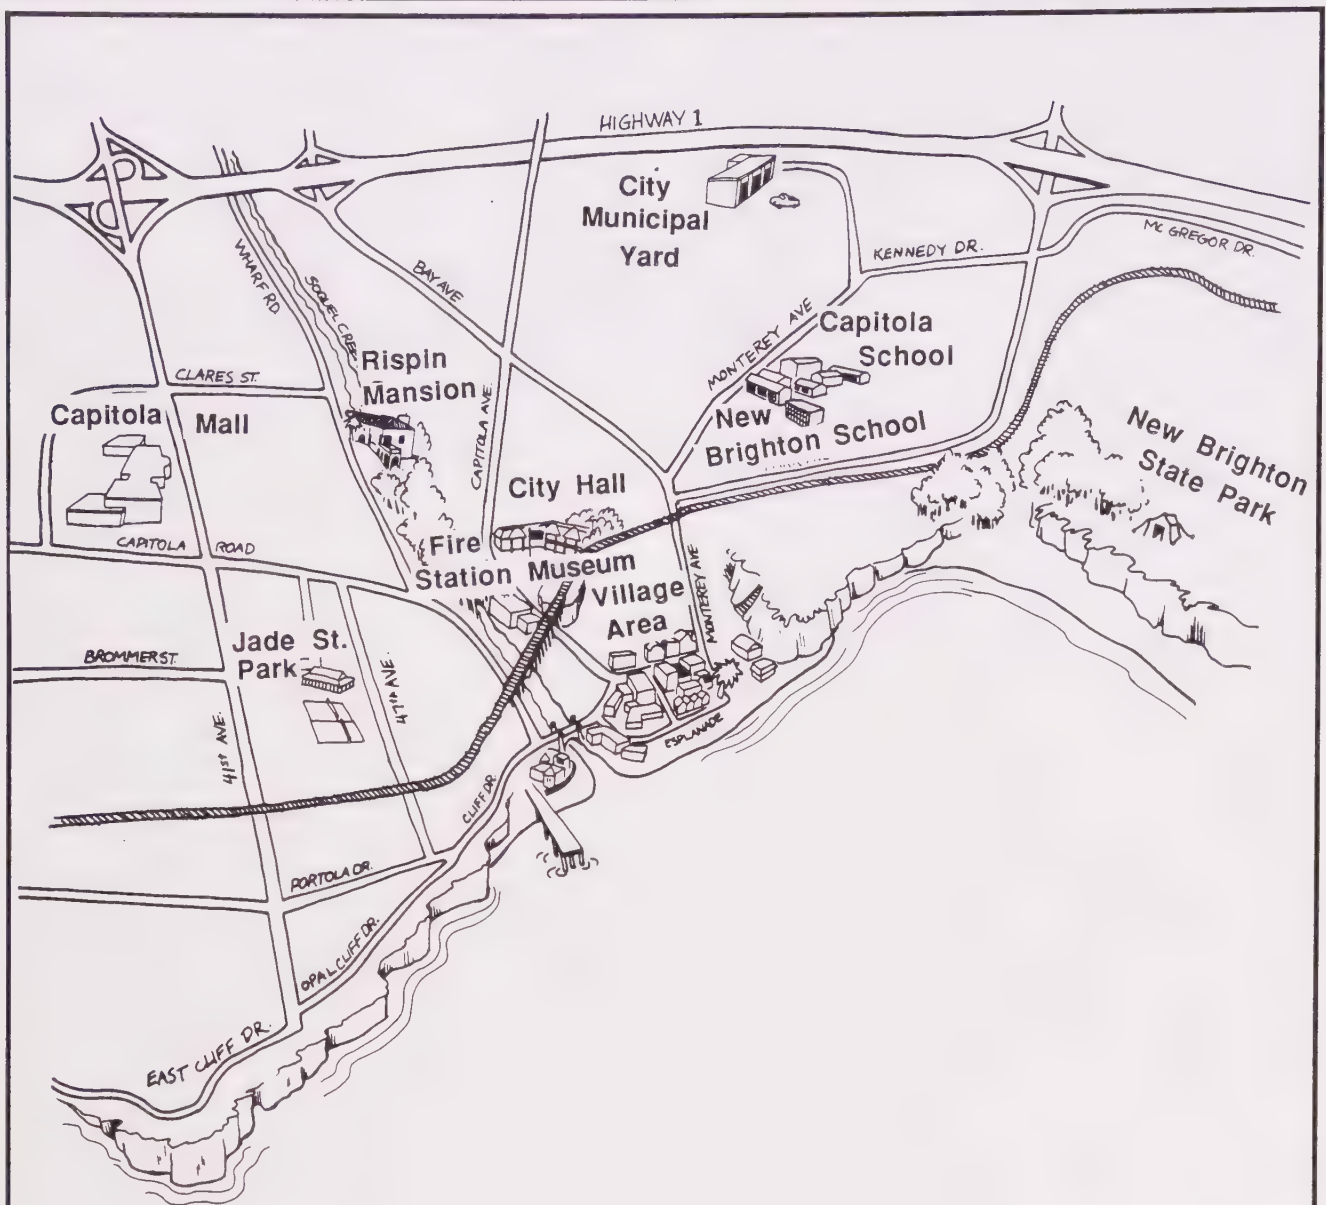 HIGHWAY 1
City
Municipal
Yard
MC GREGOR DR.
KENNEDY DR.
WHARF RD.
SOQUEL CREEK
BAY AVE
MONTEREY AVE
Capitola
School
Rispin
Mansion
CLARES ST.
CAPITOLA AVE.
Capitola Mall
New
Brighton School
New Brighton
State Park
City Hall
CAPITOLA ROAD
Fire
Station Museum
Village
Area
MONTEREY AVE
Jade St.
Park
BROMMER ST.
47TH AVE.
41ST AVE.
ESPLANADE
CLIFF DR.
PORTOLA DR.
OPAL CLIFF DR.
EAST CLIFF DR.